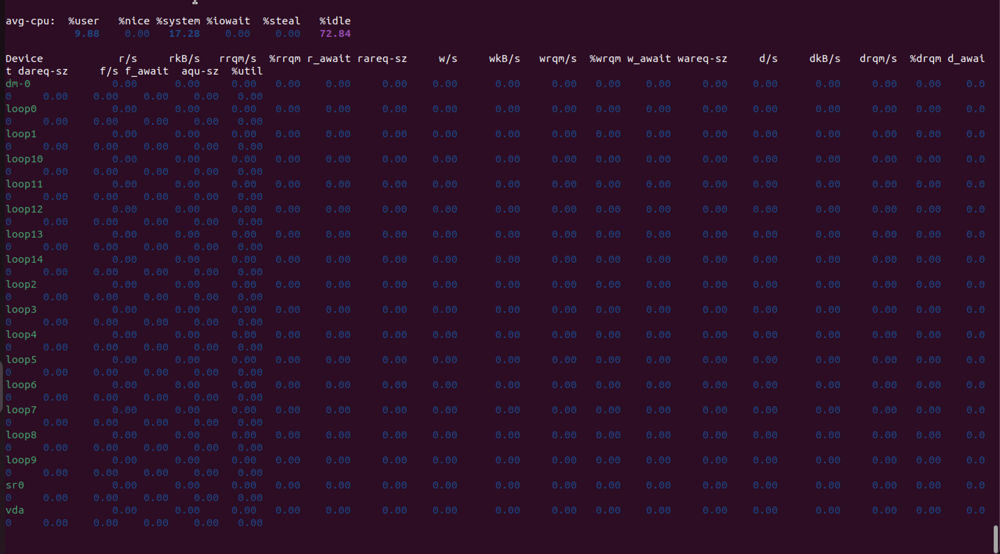 avg-cpu:  %user   %nice %system %iowait  %steal   %idle
           9.88    0.00   17.28    0.00    0.00   72.84
Device            r/s     rkB/s   rrqm/s  %rrqm r_await rareq-sz     w/s     wkB/s   wrqm/s  %wrqm w_await wareq-sz     d/s     dkB/s   drqm/s  %drqm d_awai
t dareq-sz     f/s f_await  aqu-sz  %util
dm-0             0.00      0.00     0.00   0.00    0.00     0.00    0.00      0.00     0.00   0.00    0.00     0.00    0.00      0.00     0.00   0.00    0.0
0     0.00    0.00    0.00    0.00   0.00
loop0            0.00      0.00     0.00   0.00    0.00     0.00    0.00      0.00     0.00   0.00    0.00     0.00    0.00      0.00     0.00   0.00    0.0
0     0.00    0.00    0.00    0.00   0.00
loop1            0.00      0.00     0.00   0.00    0.00     0.00    0.00      0.00     0.00   0.00    0.00     0.00    0.00      0.00     0.00   0.00    0.0
0     0.00    0.00    0.00    0.00   0.00
loop10           0.00      0.00     0.00   0.00    0.00     0.00    0.00      0.00     0.00   0.00    0.00     0.00    0.00      0.00     0.00   0.00    0.0
0     0.00    0.00    0.00    0.00   0.00
loop11           0.00      0.00     0.00   0.00    0.00     0.00    0.00      0.00     0.00   0.00    0.00     0.00    0.00      0.00     0.00   0.00    0.0
0     0.00    0.00    0.00    0.00   0.00
loop12           0.00      0.00     0.00   0.00    0.00     0.00    0.00      0.00     0.00   0.00    0.00     0.00    0.00      0.00     0.00   0.00    0.0
0     0.00    0.00    0.00    0.00   0.00
loop13           0.00      0.00     0.00   0.00    0.00     0.00    0.00      0.00     0.00   0.00    0.00     0.00    0.00      0.00     0.00   0.00    0.0
0     0.00    0.00    0.00    0.00   0.00
loop14           0.00      0.00     0.00   0.00    0.00     0.00    0.00      0.00     0.00   0.00    0.00     0.00    0.00      0.00     0.00   0.00    0.0
0     0.00    0.00    0.00    0.00   0.00
loop2            0.00      0.00     0.00   0.00    0.00     0.00    0.00      0.00     0.00   0.00    0.00     0.00    0.00      0.00     0.00   0.00    0.0
0     0.00    0.00    0.00    0.00   0.00
loop3            0.00      0.00     0.00   0.00    0.00     0.00    0.00      0.00     0.00   0.00    0.00     0.00    0.00      0.00     0.00   0.00    0.0
0     0.00    0.00    0.00    0.00   0.00
loop4            0.00      0.00     0.00   0.00    0.00     0.00    0.00      0.00     0.00   0.00    0.00     0.00    0.00      0.00     0.00   0.00    0.0
0     0.00    0.00    0.00    0.00   0.00
loop5            0.00      0.00     0.00   0.00    0.00     0.00    0.00      0.00     0.00   0.00    0.00     0.00    0.00      0.00     0.00   0.00    0.0
0     0.00    0.00    0.00    0.00   0.00
loop6            0.00      0.00     0.00   0.00    0.00     0.00    0.00      0.00     0.00   0.00    0.00     0.00    0.00      0.00     0.00   0.00    0.0
0     0.00    0.00    0.00    0.00   0.00
loop7            0.00      0.00     0.00   0.00    0.00     0.00    0.00      0.00     0.00   0.00    0.00     0.00    0.00      0.00     0.00   0.00    0.0
0     0.00    0.00    0.00    0.00   0.00
loop8            0.00      0.00     0.00   0.00    0.00     0.00    0.00      0.00     0.00   0.00    0.00     0.00    0.00      0.00     0.00   0.00    0.0
0     0.00    0.00    0.00    0.00   0.00
loop9            0.00      0.00     0.00   0.00    0.00     0.00    0.00      0.00     0.00   0.00    0.00     0.00    0.00      0.00     0.00   0.00    0.0
0     0.00    0.00    0.00    0.00   0.00
sr0              0.00      0.00     0.00   0.00    0.00     0.00    0.00      0.00     0.00   0.00    0.00     0.00    0.00      0.00     0.00   0.00    0.0
0     0.00    0.00    0.00    0.00   0.00
vda              0.00      0.00     0.00   0.00    0.00     0.00    0.00      0.00     0.00   0.00    0.00     0.00    0.00      0.00     0.00   0.00    0.0
0     0.00    0.00    0.00    0.00   0.00